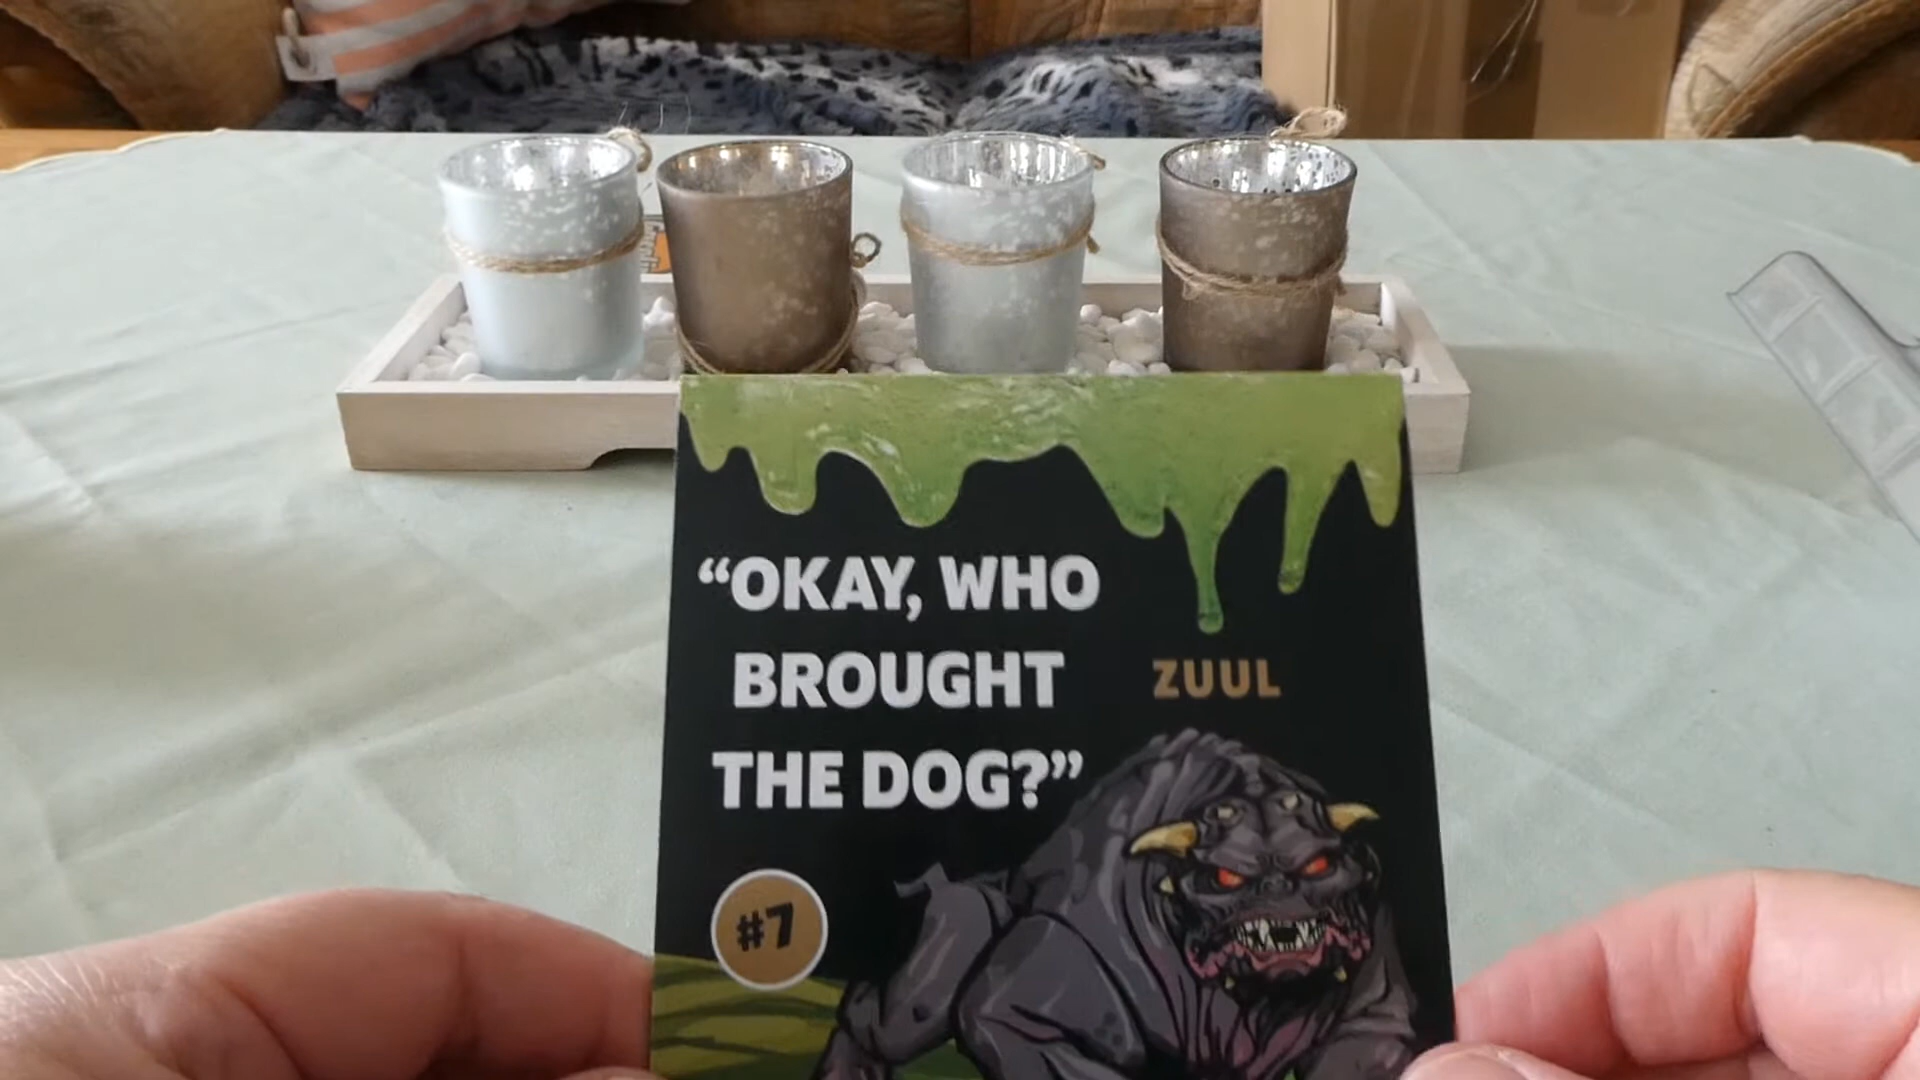 “OKAY, WHO
BROUGHT
THE DOG?”
ZUUL
#7